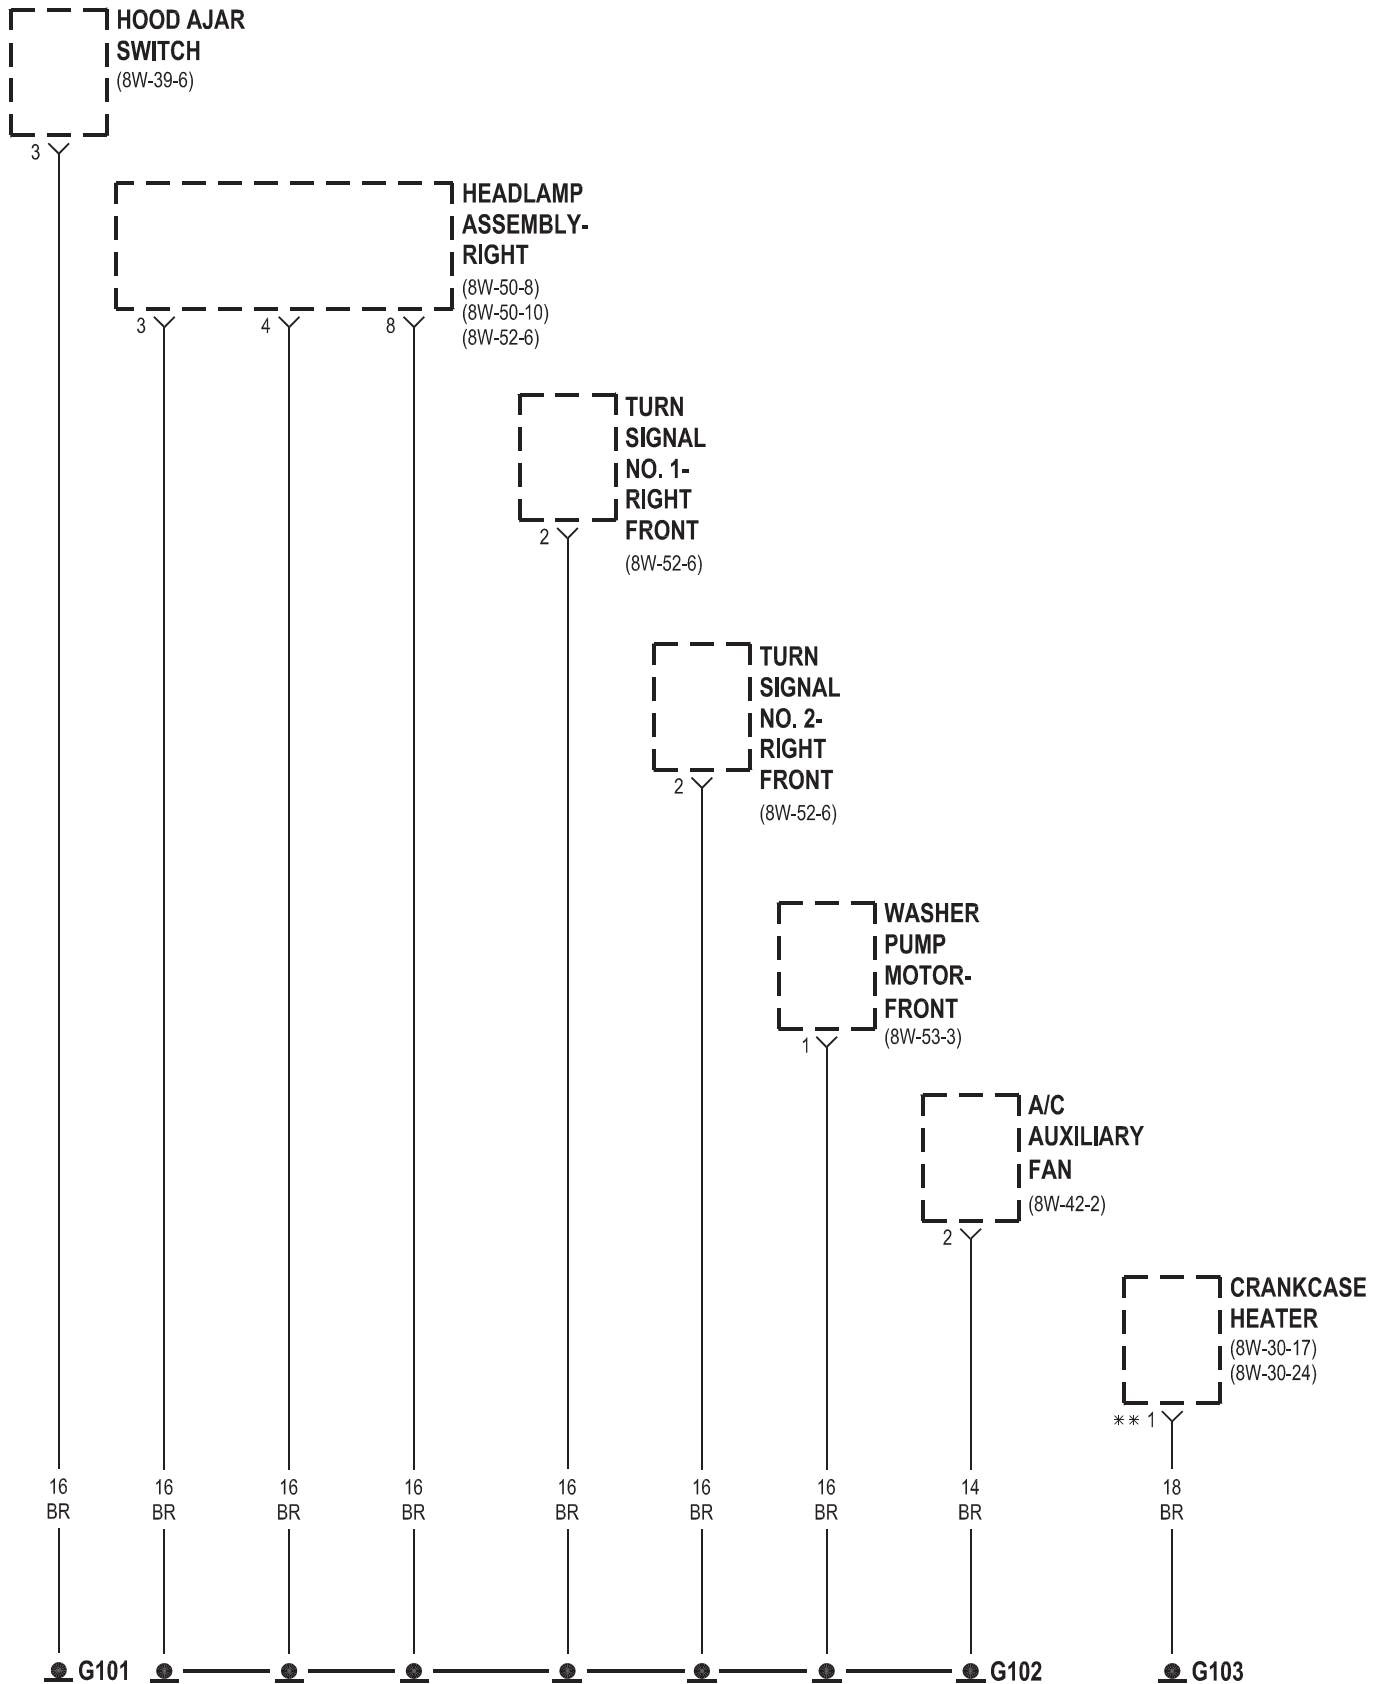 HOOD AJAR
SWITCH
(8W-39-6)
3
HEADLAMP
ASSEMBLY-
RIGHT
(8W-50-8)
(8W-50-10)
(8W-52-6)
3
4
8
TURN
SIGNAL
NO. 1-
RIGHT
FRONT
(8W-52-6)
2
TURN
SIGNAL
NO. 2-
RIGHT
FRONT
(8W-52-6)
2
WASHER
PUMP
MOTOR-
FRONT
(8W-53-3)
1
A/C
AUXILIARY
FAN
(8W-42-2)
2
CRANKCASE
HEATER
(8W-30-17)
(8W-30-24)
** 1
16 16 16 16 16 16 16 14 18
BR BR BR BR BR BR BR BR BR
G101 G102 G103